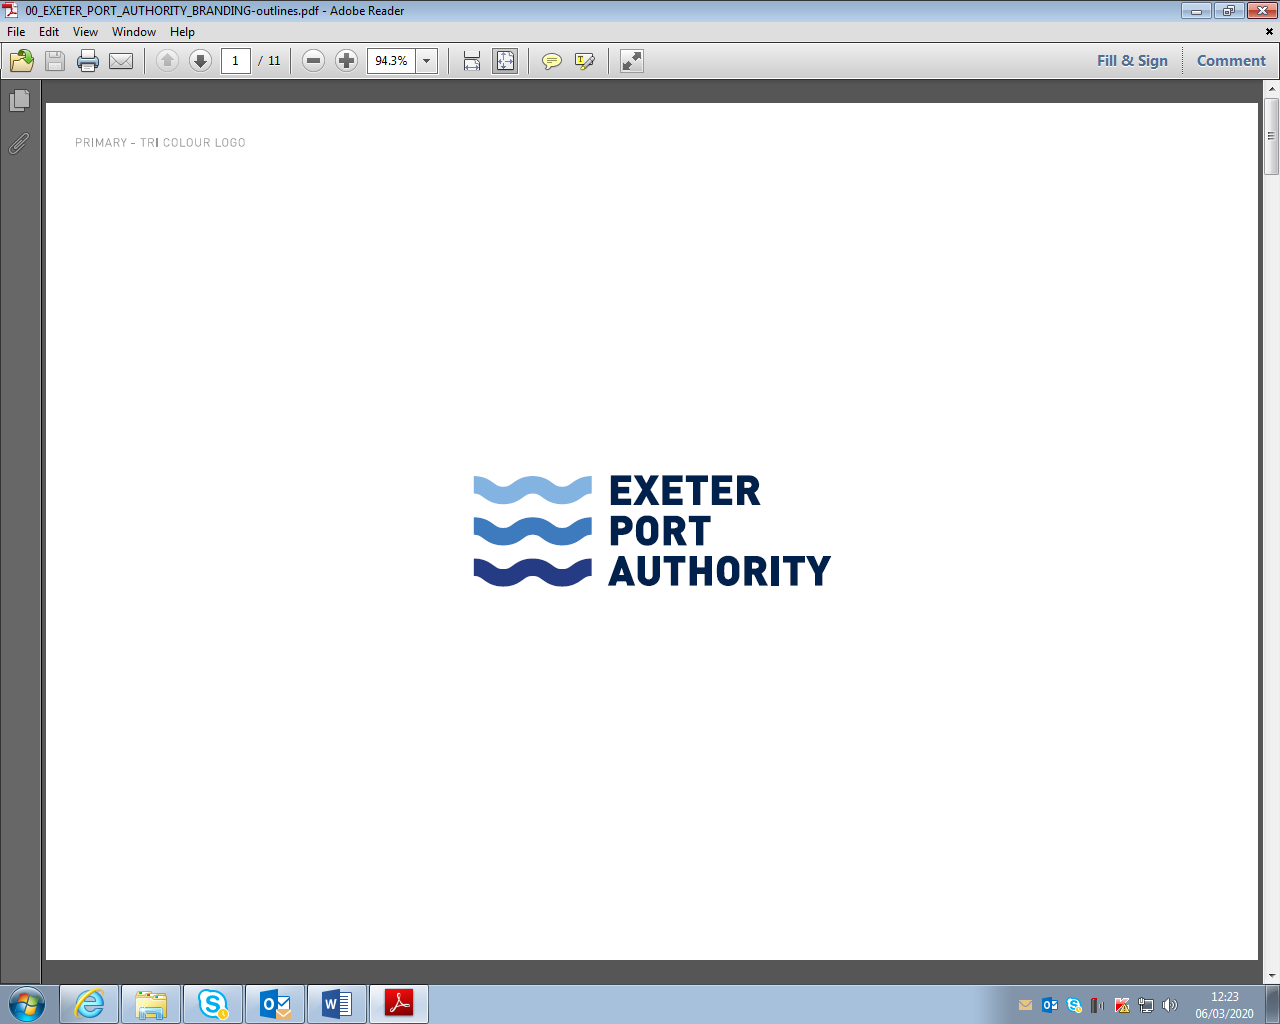 00_EXETER_PORT_AUTHORITY_BRANDING-outlines.pdf - Adobe Reader
File Edit View Window Help
1 / 11 94.3% Fill & Sign Comment
PRIMARY - TRI COLOUR LOGO
EXETER
PORT
AUTHORITY
12:23
06/03/2020